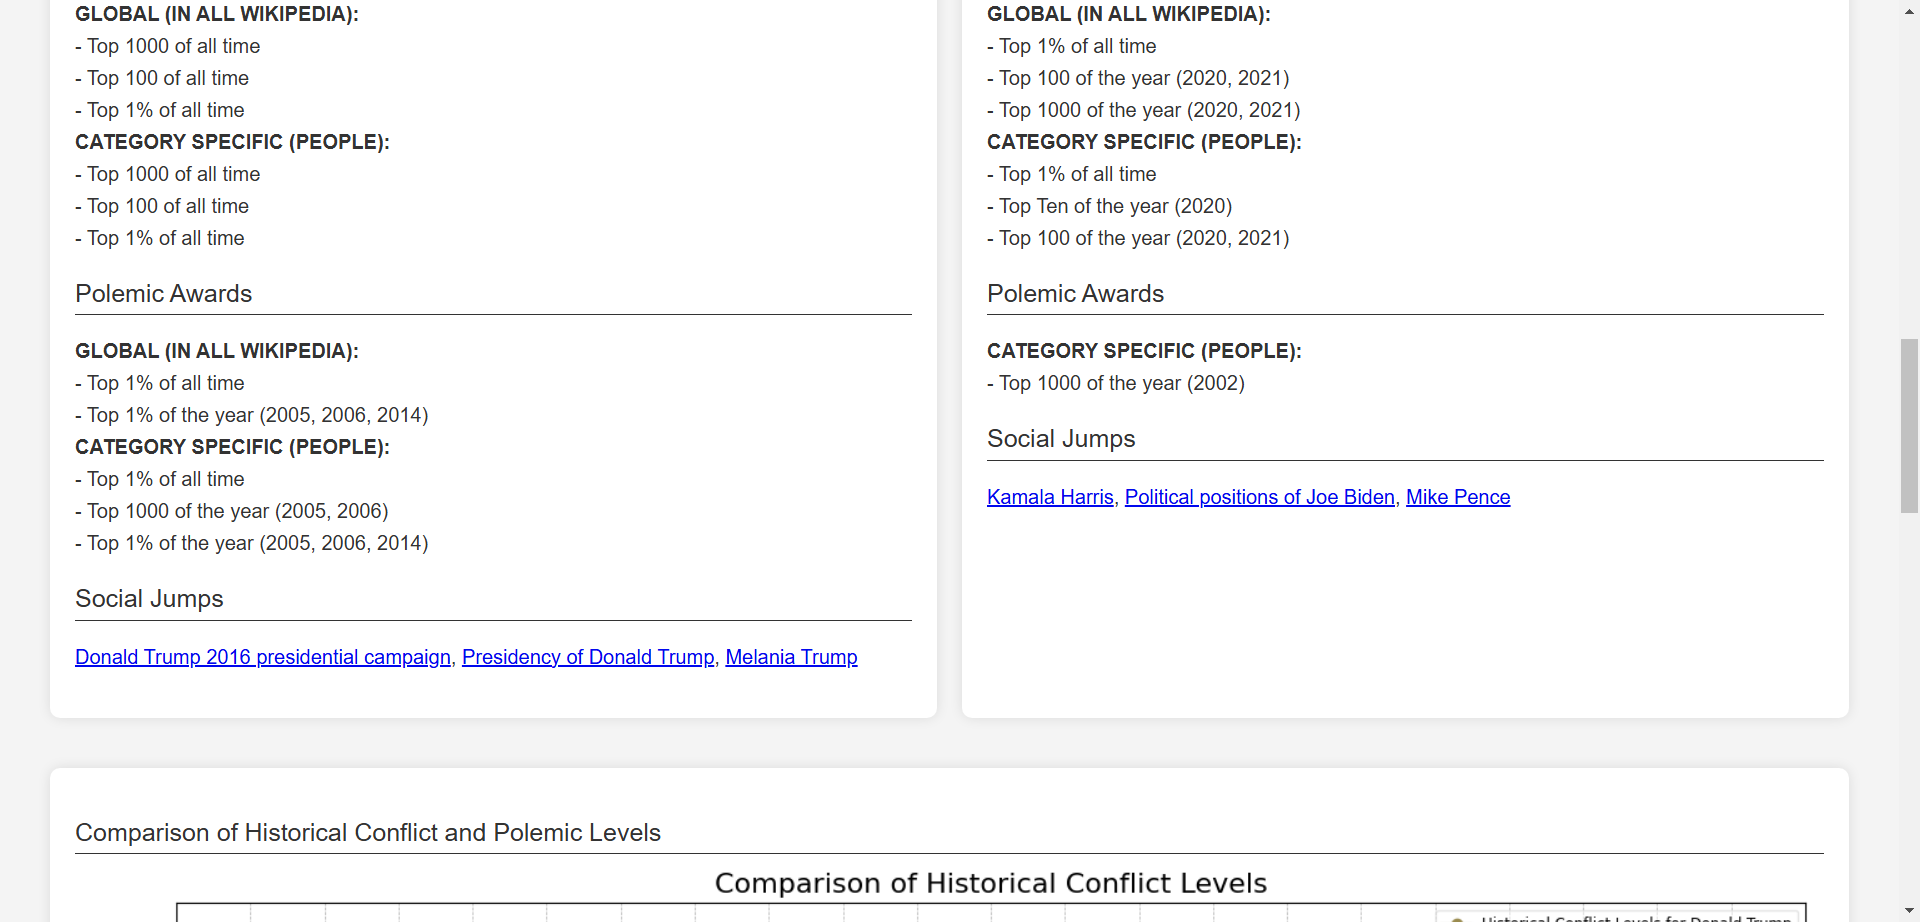 GLOBAL (IN ALL WIKIPEDIA):
- Top 1000 of all time
- Top 100 of all time
- Top 1% of all time
CATEGORY SPECIFIC (PEOPLE):
- Top 1000 of all time
- Top 100 of all time
- Top 1% of all time
Polemic Awards
GLOBAL (IN ALL WIKIPEDIA):
- Top 1% of all time
- Top 1% of the year (2005, 2006, 2014)
CATEGORY SPECIFIC (PEOPLE):
- Top 1% of all time
- Top 1000 of the year (2005, 2006)
- Top 1% of the year (2005, 2006, 2014)
Social Jumps
Donald Trump 2016 presidential campaign, Presidency of Donald Trump, Melania Trump
GLOBAL (IN ALL WIKIPEDIA):
- Top 1% of all time
- Top 100 of the year (2020, 2021)
- Top 1000 of the year (2020, 2021)
CATEGORY SPECIFIC (PEOPLE):
- Top 1% of all time
- Top Ten of the year (2020)
- Top 100 of the year (2020, 2021)
Polemic Awards
CATEGORY SPECIFIC (PEOPLE):
- Top 1000 of the year (2002)
Social Jumps
Kamala Harris, Political positions of Joe Biden, Mike Pence
Comparison of Historical Conflict and Polemic Levels
Comparison of Historical Conflict Levels
Historical Conflict Levels for Donald Trump